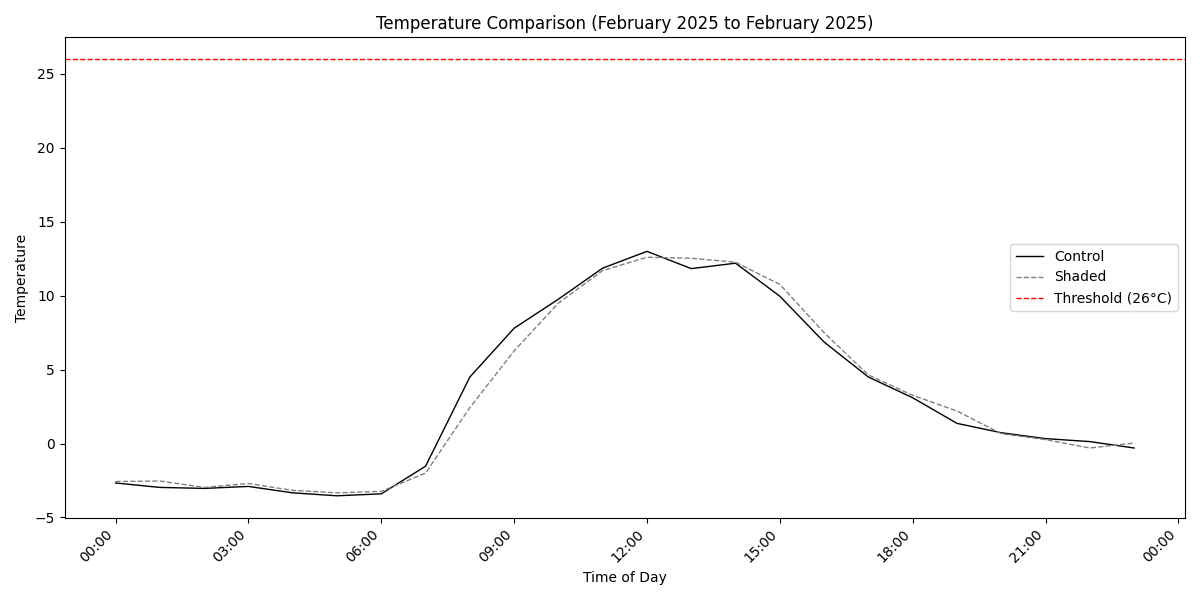 Temperature Comparison (February 2025 to February 2025)
25
20
15
10
5
0
−5
Temperature
Control
Shaded
Threshold (26°C)
00:00
03:00
06:00
09:00
12:00
15:00
18:00
21:00
00:00
Time of Day